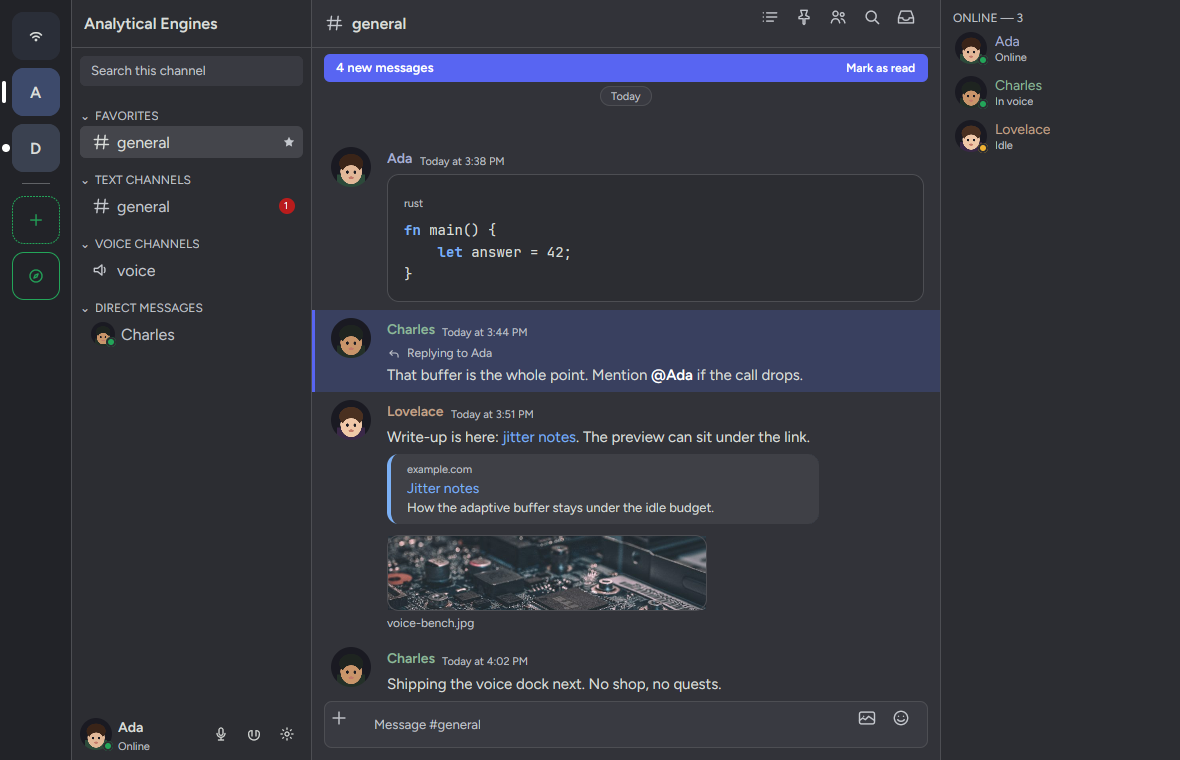 A
D
Analytical Engines
Search this channel
FAVORITES
general
TEXT CHANNELS
general 1
VOICE CHANNELS
voice
DIRECT MESSAGES
Charles
Ada
Online
# general
4 new messages Mark as read
Today
Ada Today at 3:38 PM
rust
fn main() {
    let answer = 42;
}
Charles Today at 3:44 PM
Replying to Ada
That buffer is the whole point. Mention @Ada if the call drops.
Lovelace Today at 3:51 PM
Write-up is here: jitter notes. The preview can sit under the link.
example.com
Jitter notes
How the adaptive buffer stays under the idle budget.
voice-bench.jpg
Charles Today at 4:02 PM
Shipping the voice dock next. No shop, no quests.
Message #general
ONLINE — 3
Ada
Online
Charles
In voice
Lovelace
Idle